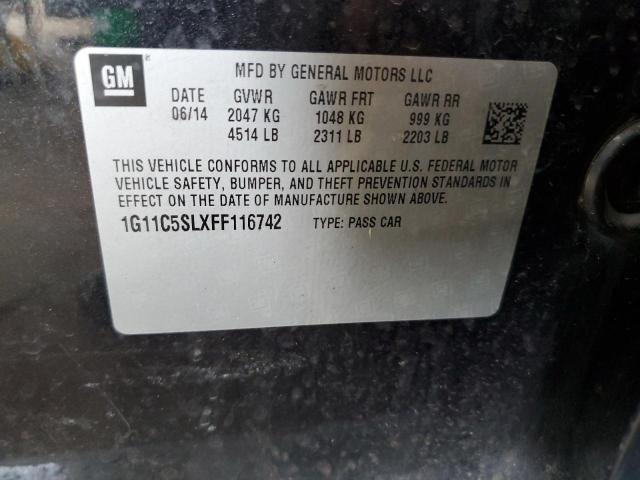 GM
MFD BY GENERAL MOTORS LLC
DATE GVWR GAWR FRT GAWR RR
06/14 2047 KG 1048 KG 999 KG
4514 LB 2311 LB 2203 LB
THIS VEHICLE CONFORMS TO ALL APPLICABLE U.S. FEDERAL MOTOR
VEHICLE SAFETY, BUMPER, AND THEFT PREVENTION STANDARDS IN
EFFECT ON THE DATE OF MANUFACTURE SHOWN ABOVE.
1G11C5SLXFF116742 TYPE: PASS CAR